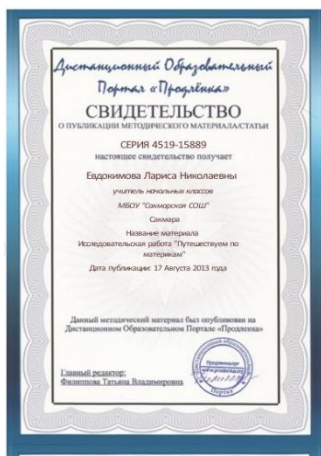 Дистанционный Образовательный
Портал «Продлёнка»
СВИДЕТЕЛЬСТВО
О ПУБЛИКАЦИИ МЕТОДИЧЕСКОГО МАТЕРИАЛА/СТАТЬИ
СЕРИЯ 4519-15889
настоящее свидетельство получает
Евдокимова Лариса Николаевны
учитель начальных классов
МБОУ "Сакмарская СОШ"
Сакмара
Название материала
Исследовательская работа "Путешествуем по
материкам"
Дата публикации: 17 Августа 2013 года
Данный методический материал был опубликован на
Дистанционном Образовательном Портале «Продленка»
Главный редактор:
Филиппова Татьяна Владимировна